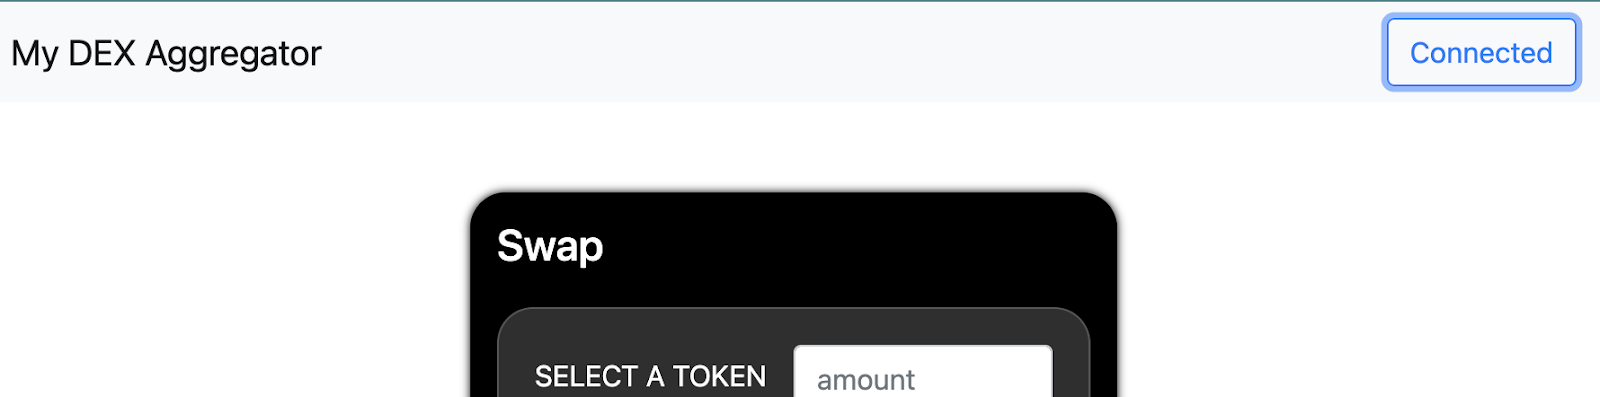 My DEX Aggregator
Connected
Swap
SELECT A TOKEN
amount